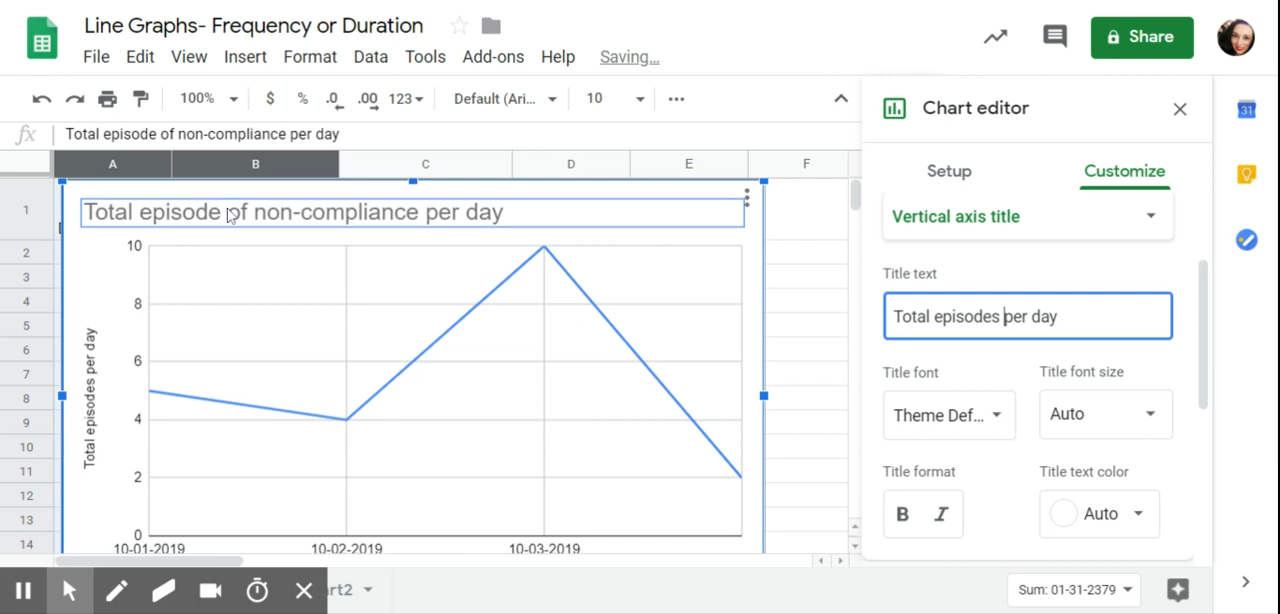 Line Graphs- Frequency or Duration
File Edit View Insert Format Data Tools Add-ons Help Saving...
Share
100% $ % .0 .00 123 Default (Ari... 10
fx Total episode of non-compliance per day
A B C D E F
1
2
3
4
5
6
7
8
9
10
11
12
13
14
Total episode of non-compliance per day
Total episodes per day
10
8
6
4
2
0
10-01-2019 10-02-2019 10-03-2019
Chart editor
Setup Customize
Vertical axis title
Title text
Total episodes per day
Title font Title font size
Theme Def... Auto
Title format Title text color
B I Auto
31
Sum: 01-31-2379